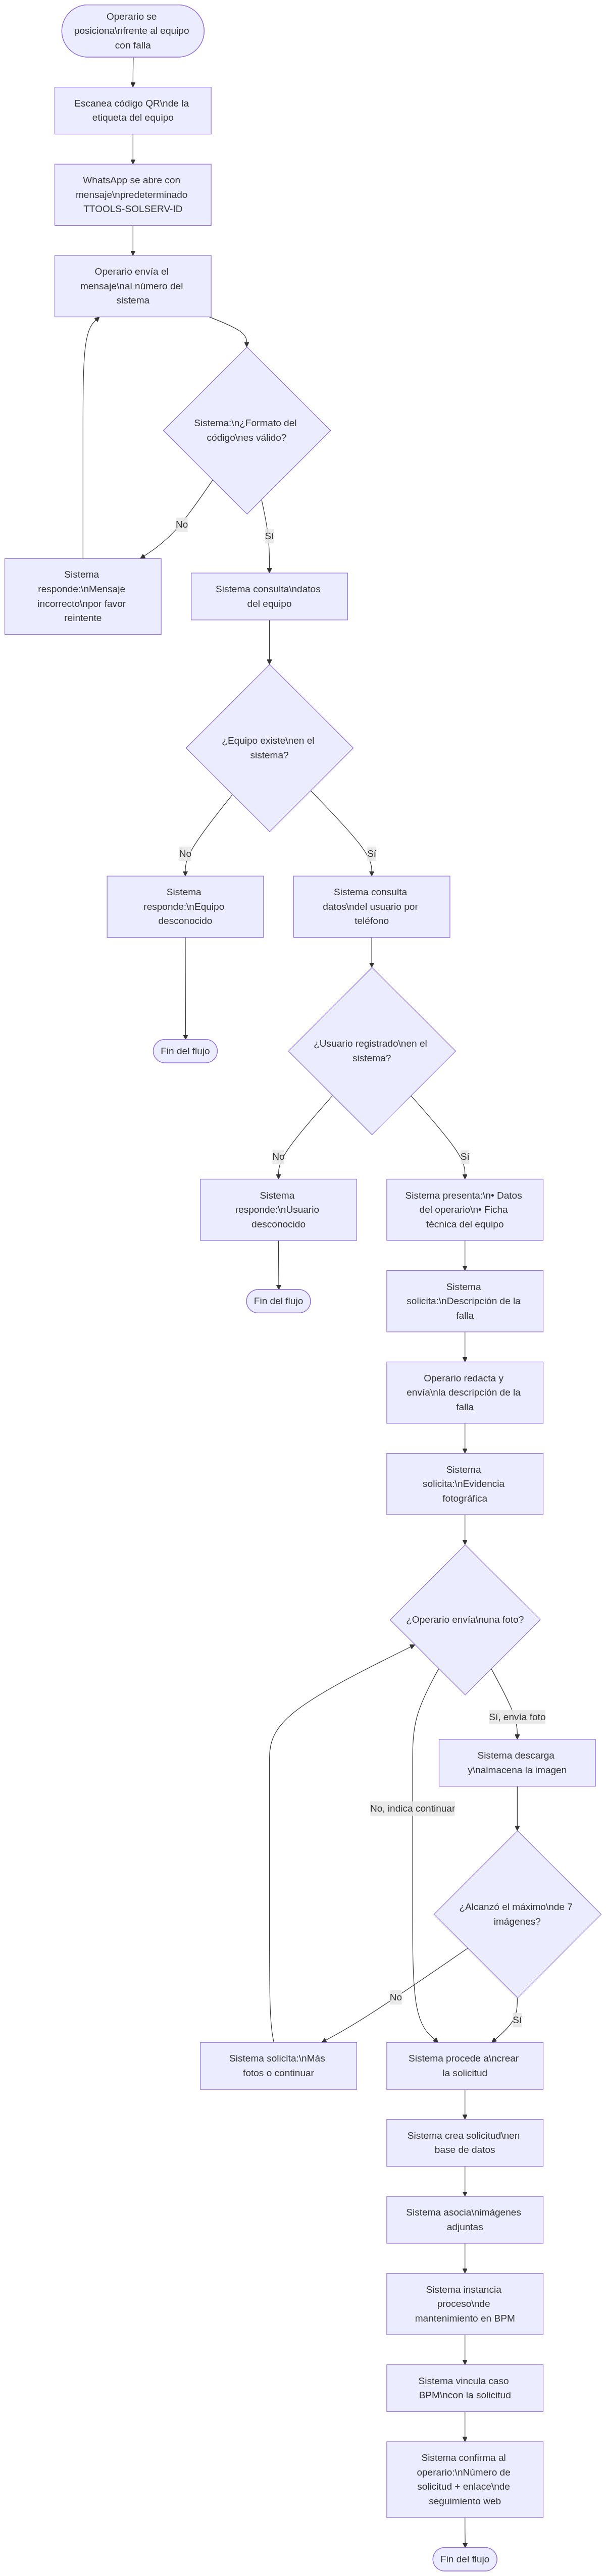 Operario se
posiciona\nfrente al equipo
con falla
Escanea código QR\nde la
etiqueta del equipo
WhatsApp se abre con
mensaje\npredeterminado
TTOOLS-SOLSERV-ID
Operario envía el
mensaje\nal número del
sistema
Sistema:\n¿Formato del
código\nes válido?
No
Sí
Sistema
responde:\nMensaje
incorrecto\npor favor
reintente
Sistema consulta\ndatos
del equipo
¿Equipo existe\nen el
sistema?
No
Sí
Sistema
responde:\nEquipo
desconocido
Sistema consulta
datos\ndel usuario por
teléfono
Fin del flujo
¿Usuario registrado\nen el
sistema?
No
Sí
Sistema
responde:\nUsuario
desconocido
Sistema presenta:\n• Datos
del operario\n• Ficha
técnica del equipo
Fin del flujo
Sistema
solicita:\nDescripción de la
falla
Operario redacta y
envía\nla descripción de la
falla
Sistema
solicita:\nEvidencia
fotográfica
¿Operario envía\nuna foto?
Sí, envía foto
Sistema descarga
y\nalmacena la imagen
No, indica continuar
¿Alcanzó el máximo\nde 7
imágenes?
No
Sí
Sistema solicita:\nMás
fotos o continuar
Sistema procede a\ncrear
la solicitud
Sistema crea solicitud\nen
base de datos
Sistema asocia\nimágenes
adjuntas
Sistema instancia
proceso\nde
mantenimiento en BPM
Sistema vincula caso
BPM\ncon la solicitud
Sistema confirma al
operario:\nNúmero de
solicitud + enlace\nde
seguimiento web
Fin del flujo